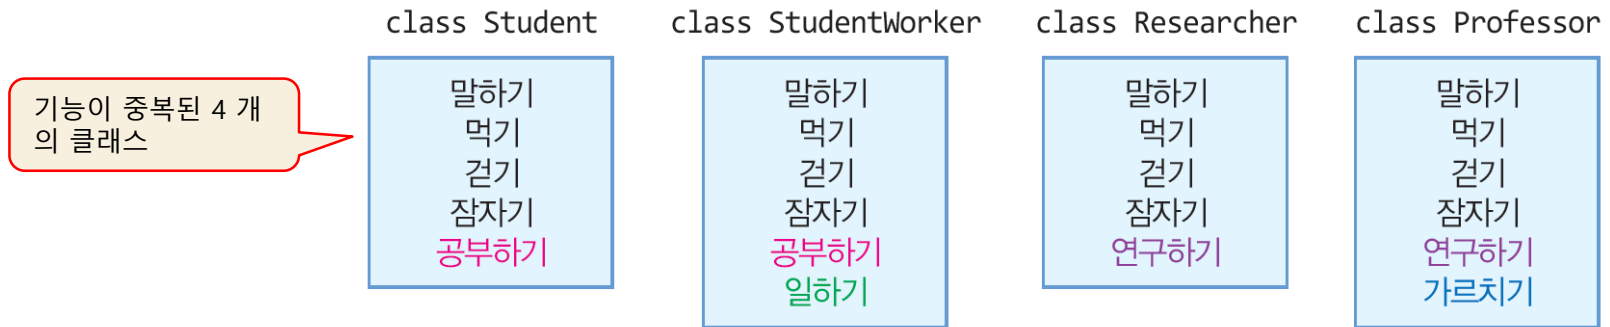 class Student
class StudentWorker
class Researcher
class Professor
기능이 중복된 4 개
의 클래스
말하기
먹기
걷기
잠자기
공부하기
말하기
먹기
걷기
잠자기
공부하기
일하기
말하기
먹기
걷기
잠자기
연구하기
말하기
먹기
걷기
잠자기
연구하기
가르치기